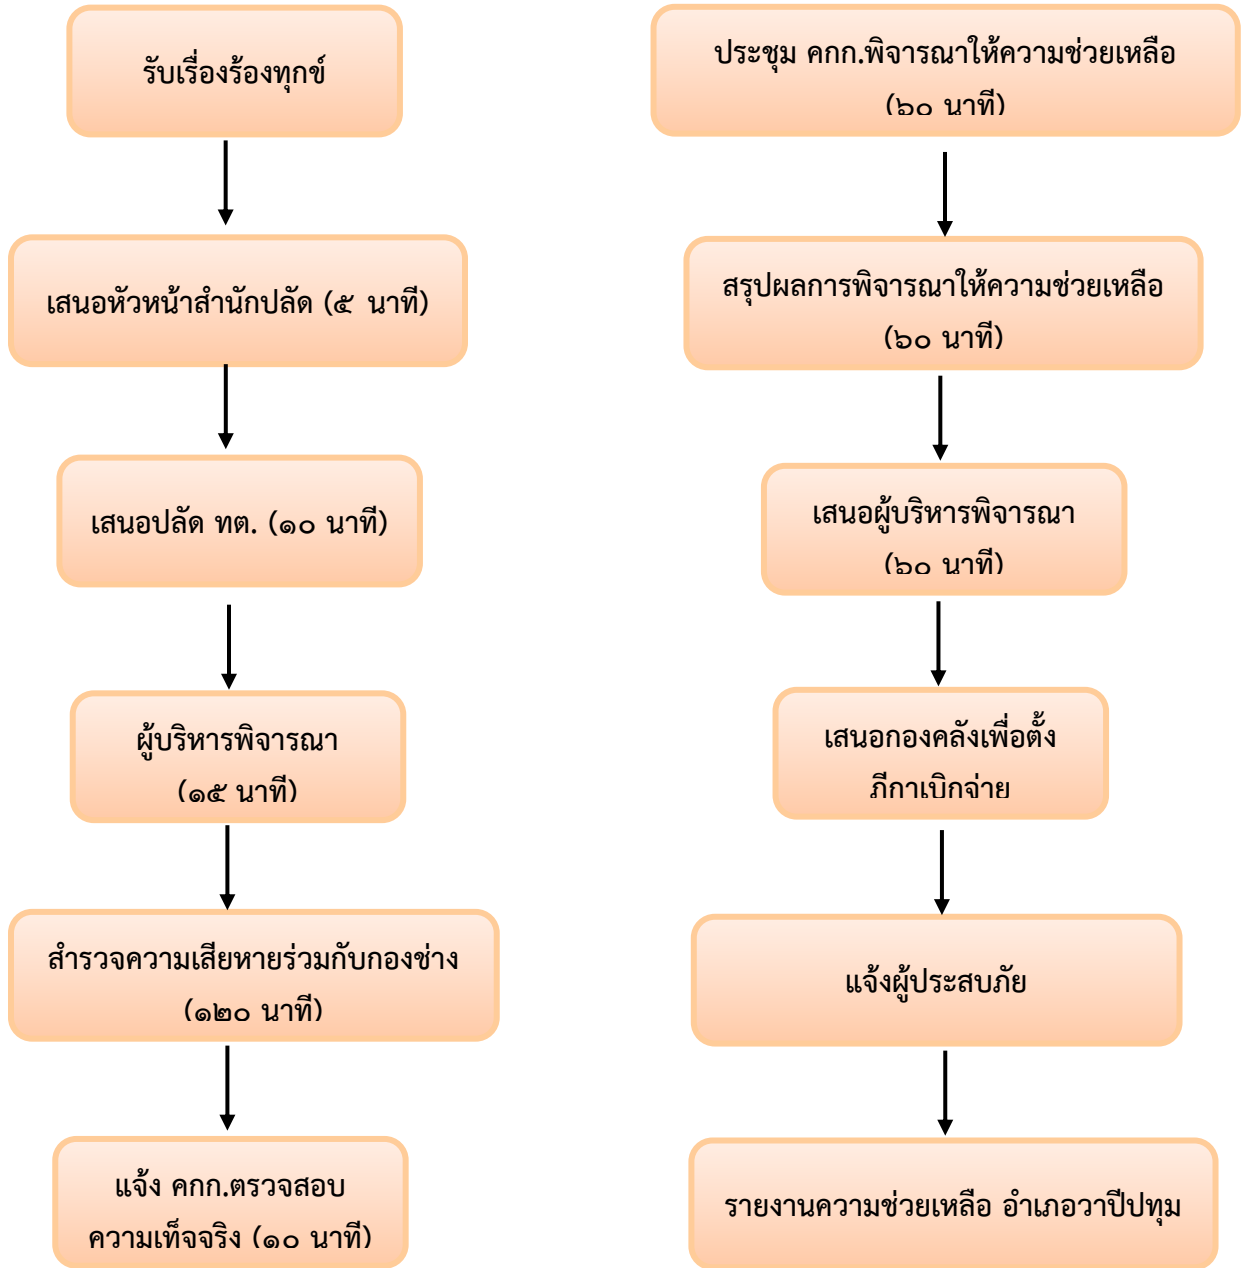 รับเรื่องร้องทุกข์
เสนอหัวหน้าสำนักปลัด (๕ นาที)
เสนอปลัด ทต. (๑๐ นาที)
ผู้บริหารพิจารณา
(๑๕ นาที)
สำรวจความเสียหายร่วมกับกองช่าง
(๑๒๐ นาที)
แจ้ง คกก.ตรวจสอบ
ความเท็จจริง (๑๐ นาที)
ประชุม คกก.พิจารณาให้ความช่วยเหลือ
(๖๐ นาที)
สรุปผลการพิจารณาให้ความช่วยเหลือ
(๖๐ นาที)
เสนอผู้บริหารพิจารณา
(๖๐ นาที)
เสนอกองคลังเพื่อตั้ง
ภีกาเบิกจ่าย
แจ้งผู้ประสบภัย
รายงานความช่วยเหลือ อำเภอวาปีปทุม